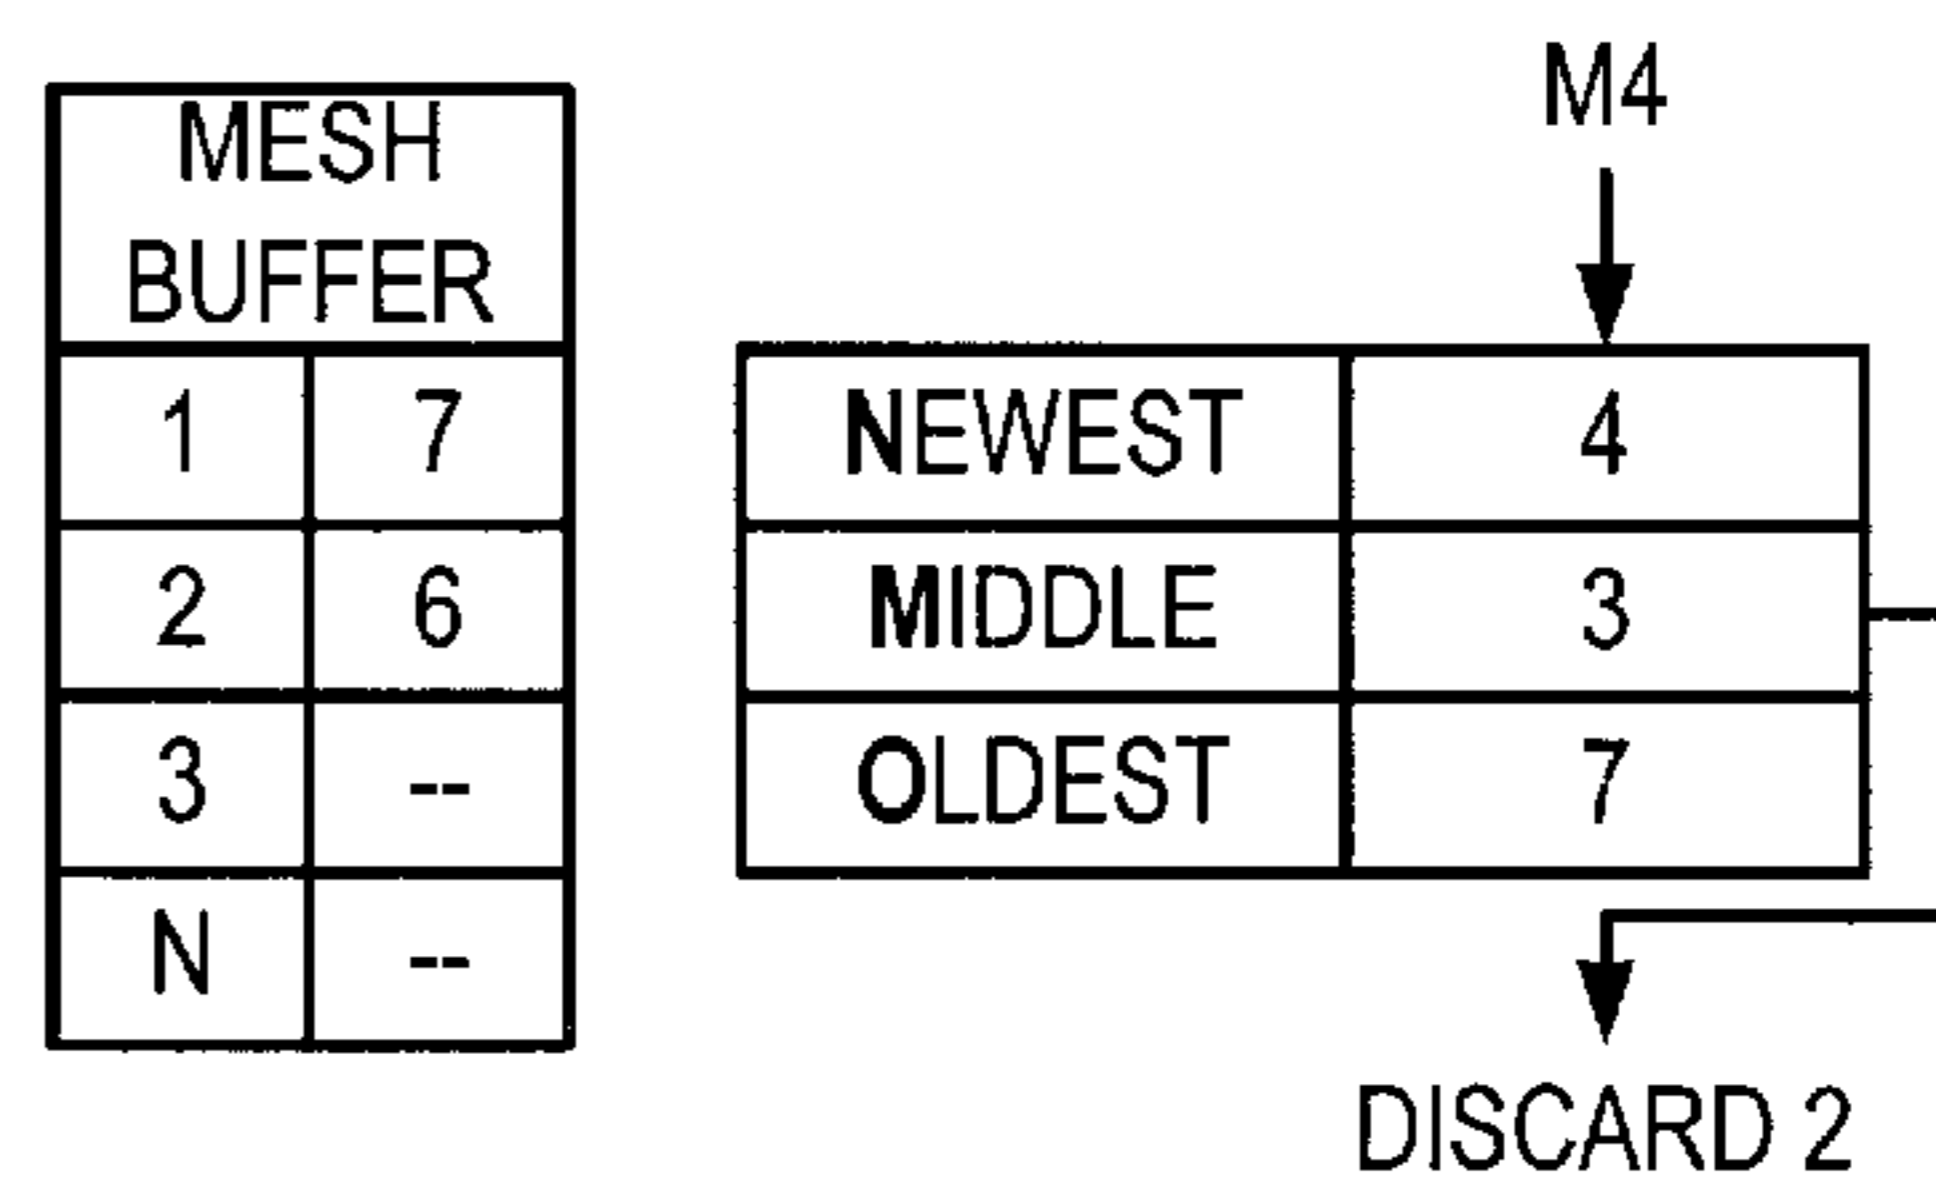 MESH
BUFFER
1 7
2 6
3 --
N --
M4
NEWEST 4
MIDDLE 3
OLDEST 7
DISCARD 2